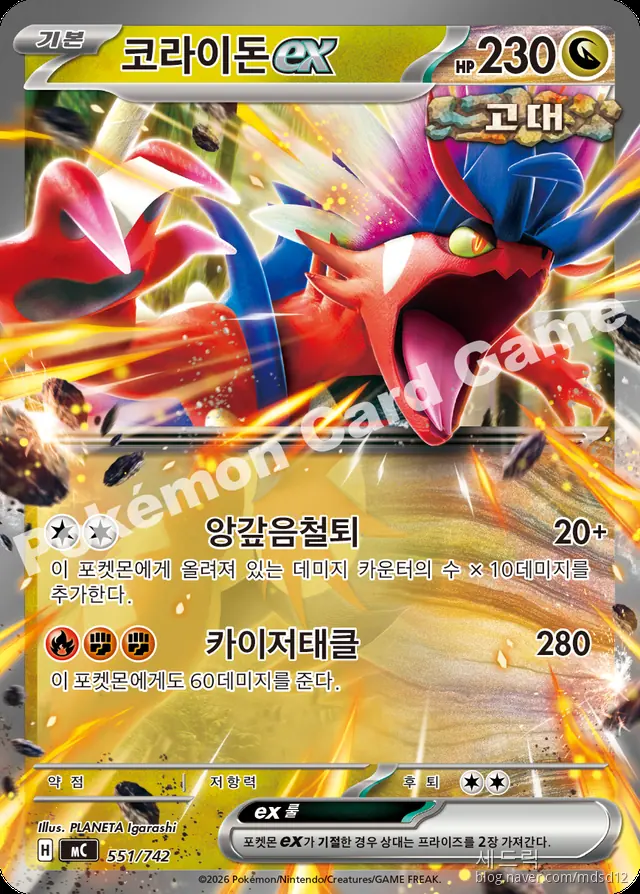 기본 코라이돈 ex HP 230
고대
Pokémon Card Game
앙갚음철퇴 20+
이 포켓몬에게 올려져 있는 데미지 카운터의 수 × 10데미지를
추가한다.
카이저태클 280
이 포켓몬에게도 60데미지를 준다.
약점 저항력 후퇴
Illus. PLANETA Igarashi
ex 룰
H mC 551/742
포켓몬 ex가 기절한 경우 상대는 프라이즈를 2장 가져간다.
세드릭
blog.naver.com/mdsd12
©2026 Pokémon/Nintendo/Creatures/GAME FREAK.